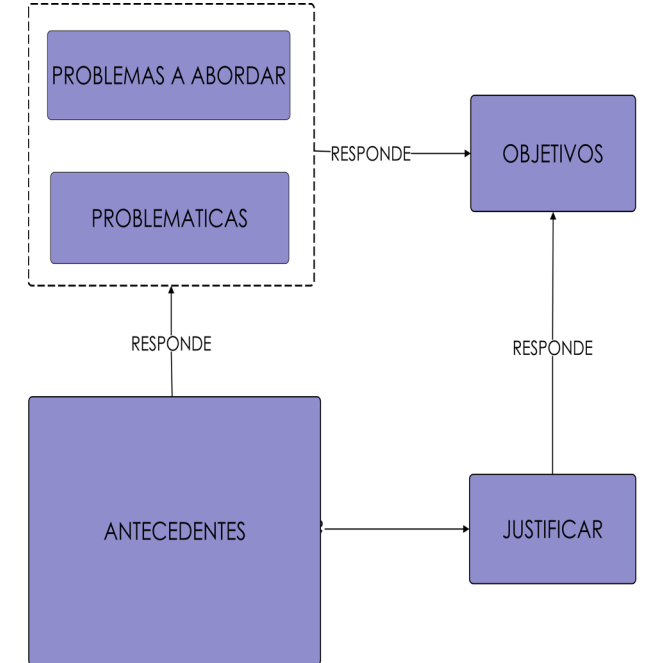 PROBLEMAS A ABORDAR
RESPONDE
OBJETIVOS
PROBLEMATICAS
RESPONDE
RESPONDE
ANTECEDENTES
JUSTIFICAR